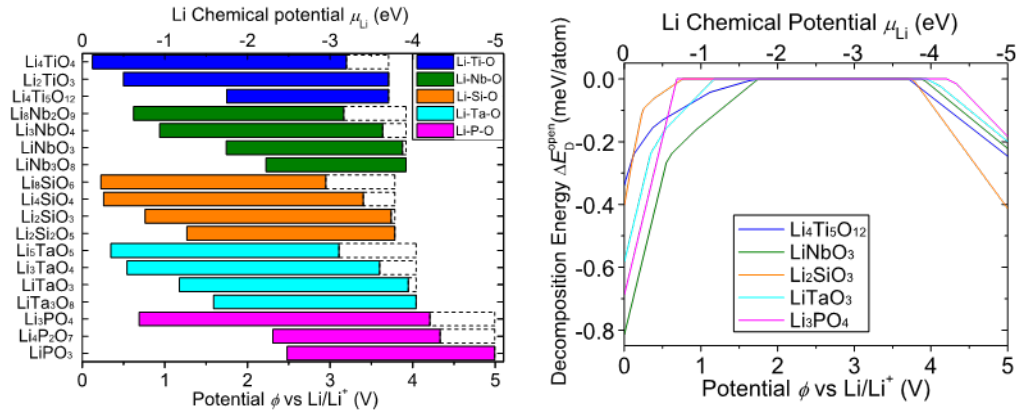 Li Chemical potential μLi (eV)
0 -1 -2 -3 -4 -5
Li4TiO4
Li2TiO3
Li4Ti5O12
Li8Nb2O9
Li3NbO4
LiNbO3
LiNb3O8
Li8SiO6
Li4SiO4
Li2SiO3
Li2Si2O5
Li5TaO5
Li3TaO4
LiTaO3
LiTa3O8
Li3PO4
Li4P2O7
LiPO3
Li-Ti-O
Li-Nb-O
Li-Si-O
Li-Ta-O
Li-P-O
0 1 2 3 4 5
Potential ϕ vs Li/Li+ (V)
Li Chemical Potential μLi (eV)
0 -1 -2 -3 -4 -5
Decomposition Energy ΔEDopen(meV/atom)
0.0
-0.2
-0.4
-0.6
-0.8
Li4Ti5O12
LiNbO3
Li2SiO3
LiTaO3
Li3PO4
0 1 2 3 4 5
Potential ϕ vs Li/Li+ (V)